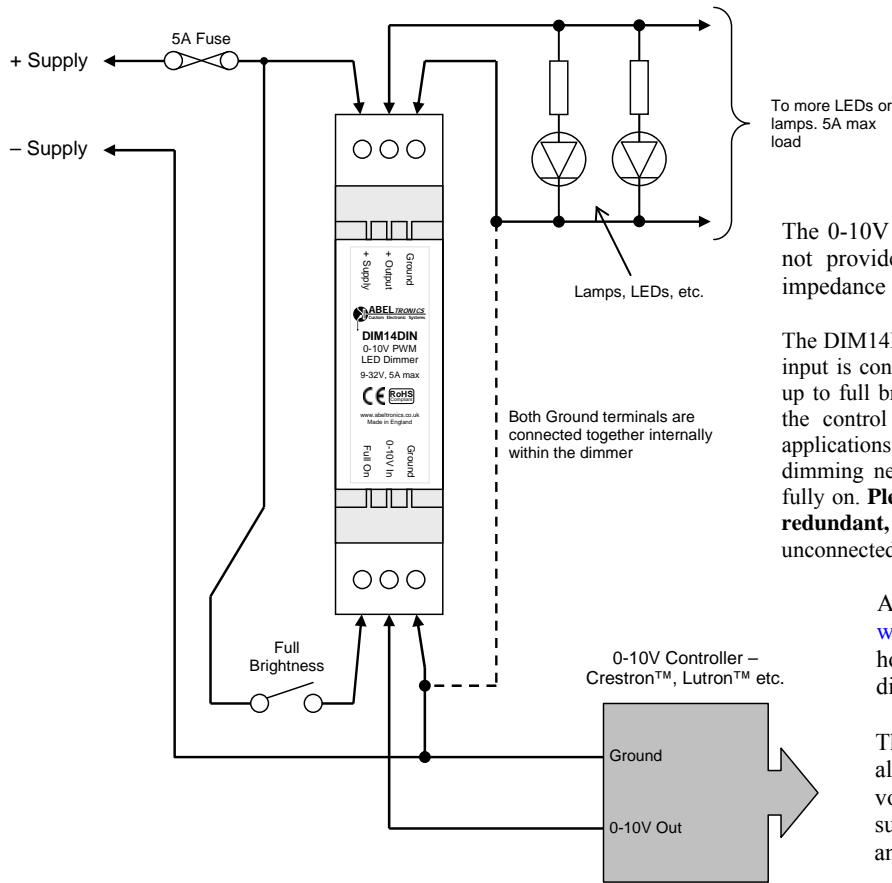 5A Fuse
+ Supply
– Supply
To more LEDs or
lamps. 5A max
load
Lamps, LEDs, etc.
+ Supply
+ Output
Ground
ABELTRONICS
Custom Electronic Systems
DIM14DIN
0-10V PWM
LED Dimmer
9-32V, 5A max
CE RoHS
Compliant
www.abeltronics.co.uk
Made in England
Full On
0-10V In
Ground
Both Ground terminals are
connected together internally
within the dimmer
Full
Brightness
0-10V Controller –
Crestron™, Lutron™ etc.
Ground
0-10V Out
The 0-10V
not provide
impedance
The DIM14
input is con
up to full br
the control
applications
dimming ne
fully on. Ple
redundant,
unconnected
A
w
ho
di
Th
al
vo
su
an